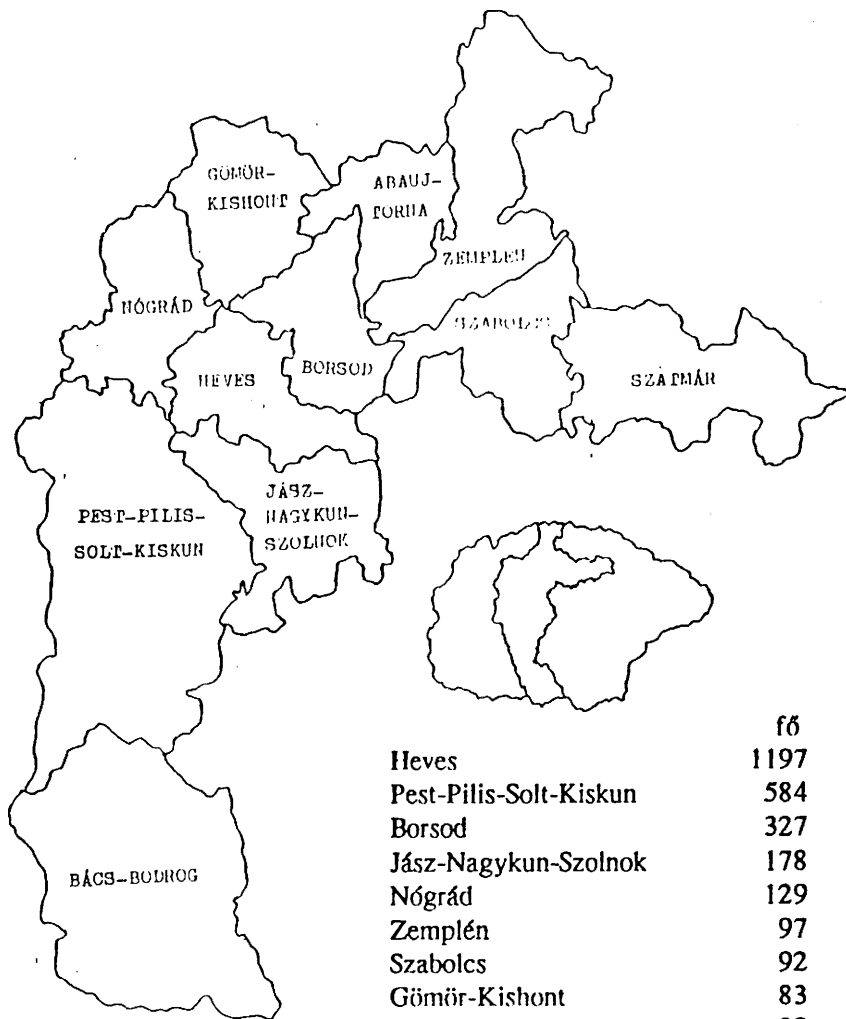 GÖMÖR-
KISHONT
ABAUJ-
TORNA
ZEMPLEN
NÓGRÁD
SZABOLCS
HEVES
BORSOD
SZATMÁR
JÁSZ-
NAGYKUN-
SZOLNOK
PEST-PILIS-
SOLT-KISKUN
BÁCS-BODROG
fő
Heves 1197
Pest-Pilis-Solt-Kiskun 584
Borsod 327
Jász-Nagykun-Szolnok 178
Nógrád 129
Zemplén 97
Szabolcs 92
Gömör-Kishont 83